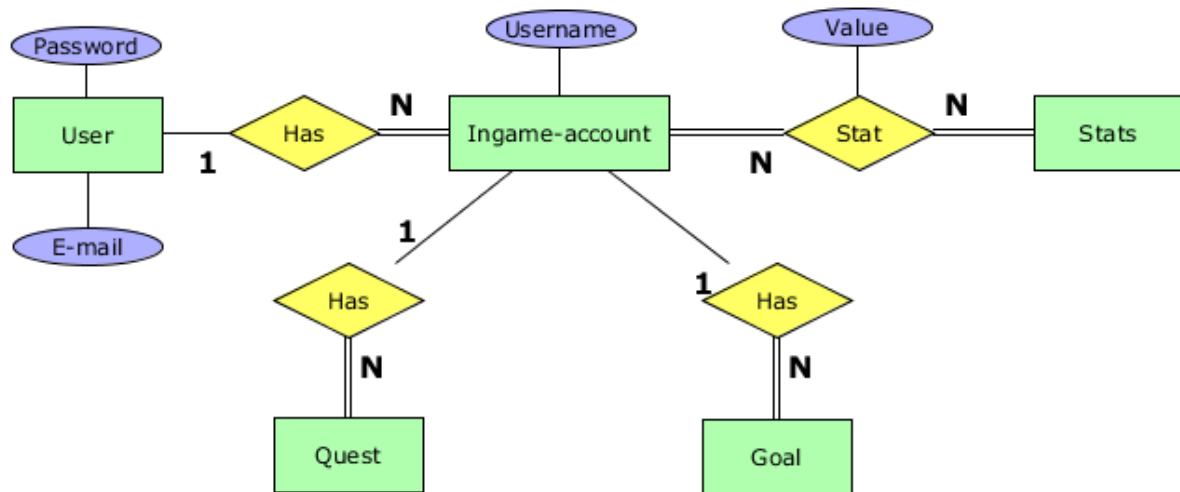 Password
Username
Value
User
1
Has
N
Ingame-account
N
Stat
N
Stats
E-mail
1
1
Has
Has
N
N
Quest
Goal